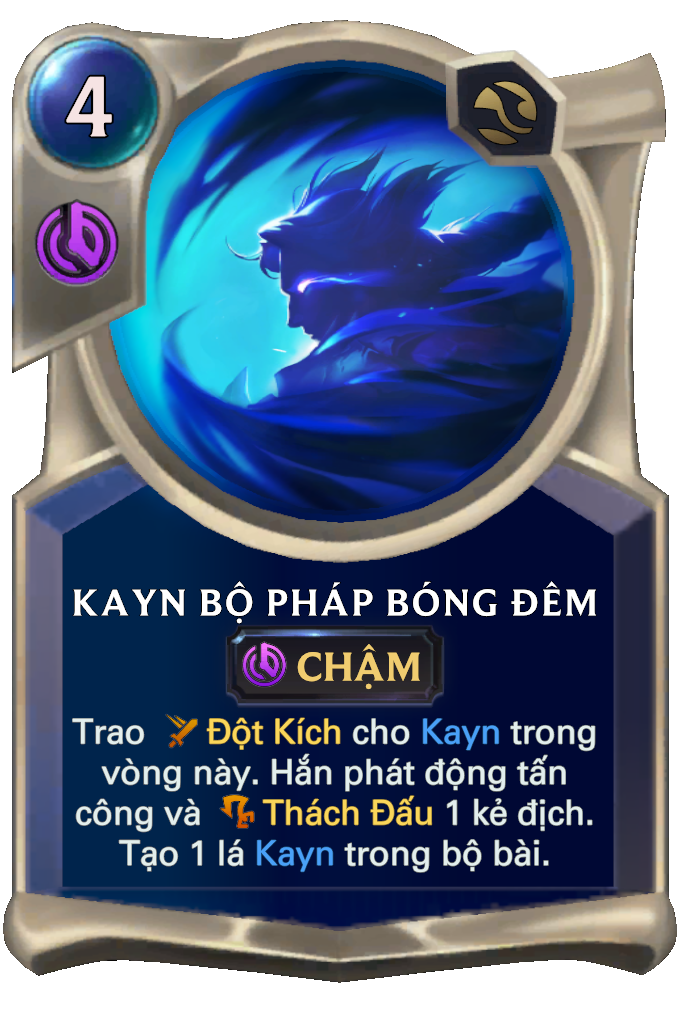 4
KAYN BỘ PHÁP BÓNG ĐÊM
CHẬM
Trao Đột Kích cho Kayn trong
vòng này. Hắn phát động tấn
công và Thách Đấu 1 kẻ địch.
Tạo 1 lá Kayn trong bộ bài.